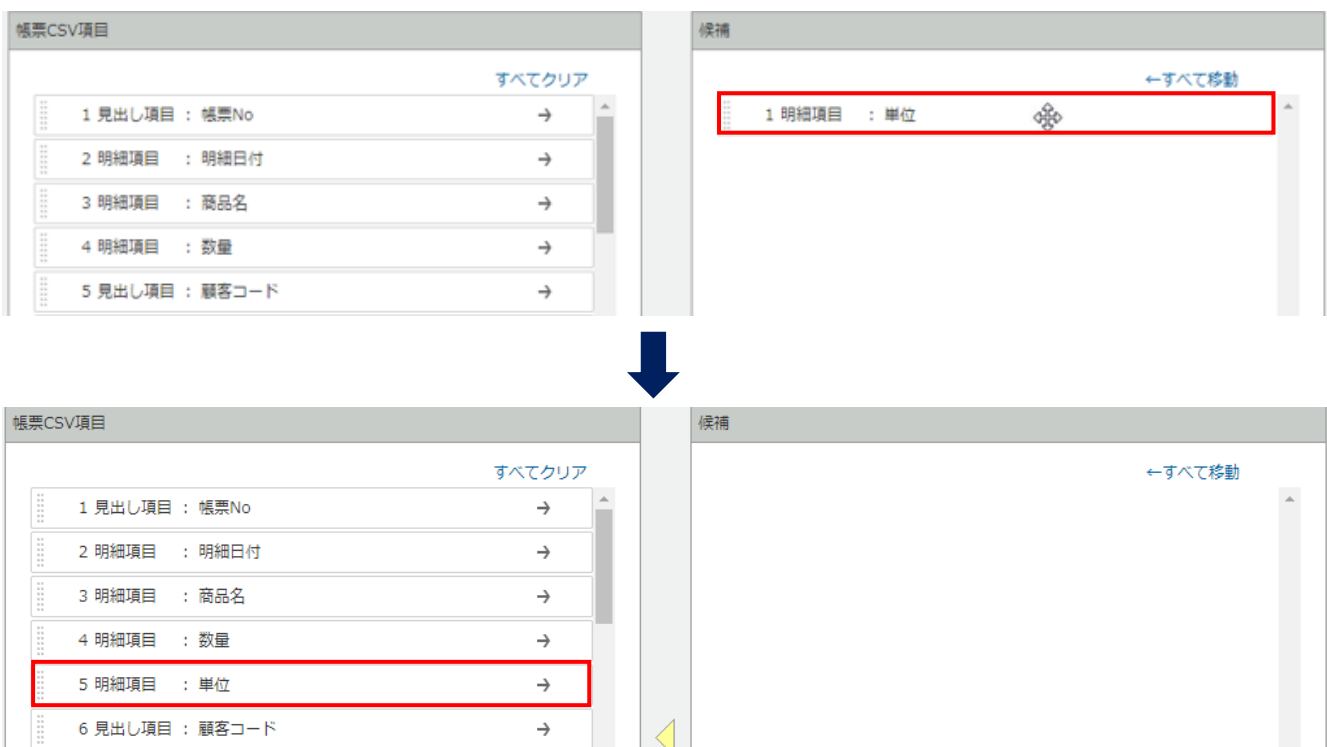 帳票CSV項目
候補
すべてクリア
←すべて移動
1 見出し項目 : 帳票No →
1 明細項目 : 単位
2 明細項目 : 明細日付 →
3 明細項目 : 商品名 →
4 明細項目 : 数量 →
5 見出し項目 : 顧客コード →
帳票CSV項目
候補
すべてクリア
←すべて移動
1 見出し項目 : 帳票No →
2 明細項目 : 明細日付 →
3 明細項目 : 商品名 →
4 明細項目 : 数量 →
5 明細項目 : 単位 →
6 見出し項目 : 顧客コード →